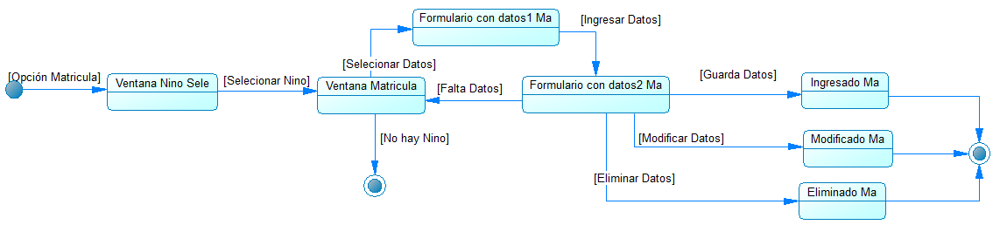 Formulario con datos1 Ma
[Ingresar Datos]
[Selecionar Datos]
[Opción Matricula]
Ventana Nino Sele
[Selecionar Nino]
Ventana Matricula
[Falta Datos]
Formulario con datos2 Ma
[Guarda Datos]
Ingresado Ma
[No hay Nino]
[Modificar Datos]
Modificado Ma
[Eliminar Datos]
Eliminado Ma